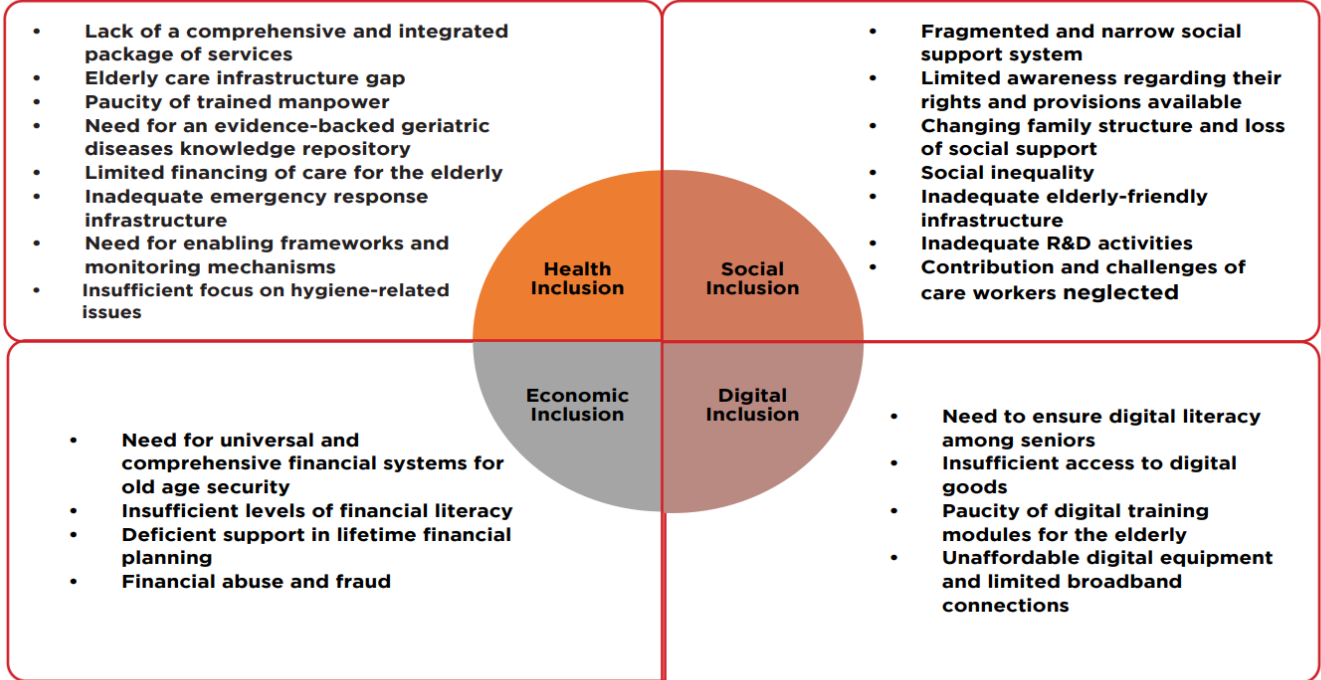 • Lack of a comprehensive and integrated
package of services
• Elderly care infrastructure gap
• Paucity of trained manpower
• Need for an evidence-backed geriatric
diseases knowledge repository
• Limited financing of care for the elderly
• Inadequate emergency response
infrastructure
• Need for enabling frameworks and
monitoring mechanisms
• Insufficient focus on hygiene-related
issues
• Fragmented and narrow social
support system
• Limited awareness regarding their
rights and provisions available
• Changing family structure and loss
of social support
• Social inequality
• Inadequate elderly-friendly
infrastructure
• Inadequate R&D activities
• Contribution and challenges of
care workers neglected
Health
Inclusion
Social
Inclusion
Economic
Inclusion
Digital
Inclusion
• Need for universal and
comprehensive financial systems for
old age security
• Insufficient levels of financial literacy
• Deficient support in lifetime financial
planning
• Financial abuse and fraud
• Need to ensure digital literacy
among seniors
• Insufficient access to digital
goods
• Paucity of digital training
modules for the elderly
• Unaffordable digital equipment
and limited broadband
connections